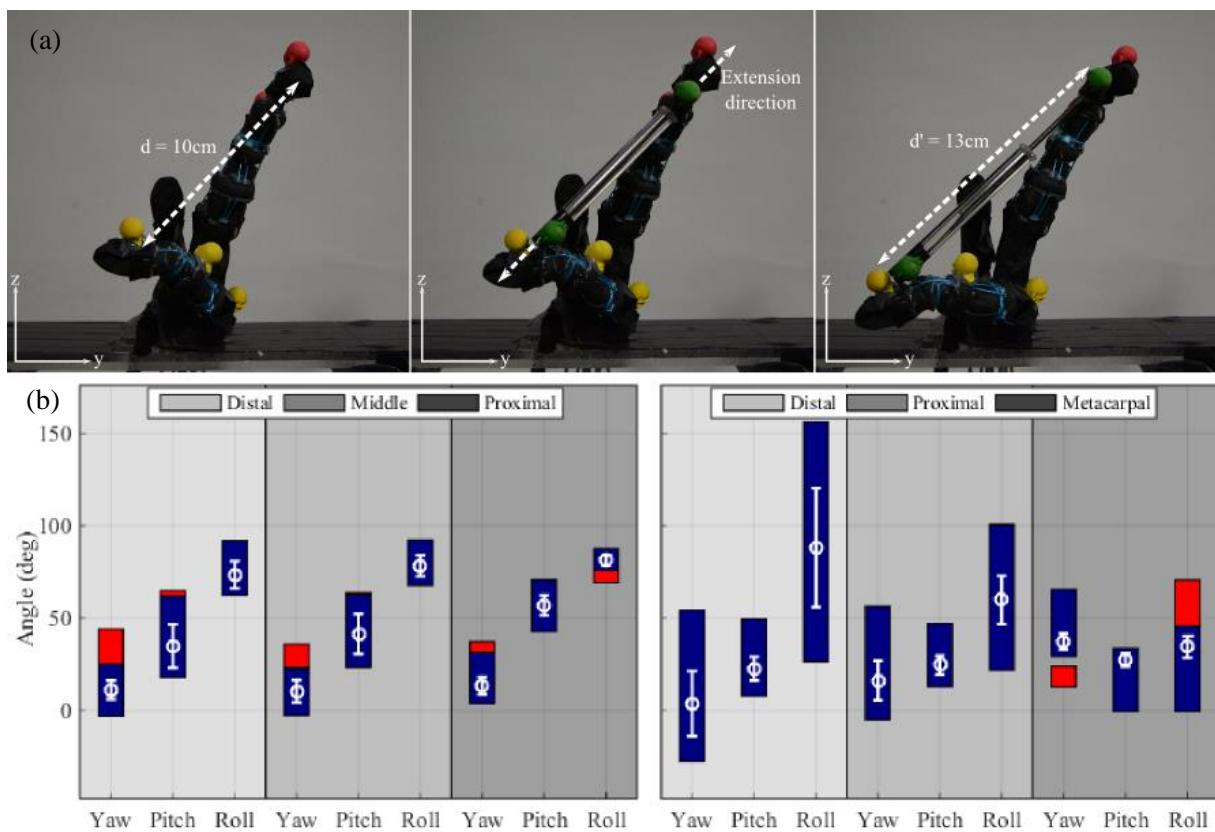 (a)
d = 10cm
z
y
Extension
direction
z
y
d' = 13cm
z
y
(b)
Distal Middle Proximal
Distal Proximal Metacarpal
150
100
50
0
Angle (deg)
Yaw Pitch Roll Yaw Pitch Roll Yaw Pitch Roll
Yaw Pitch Roll Yaw Pitch Roll Yaw Pitch Roll